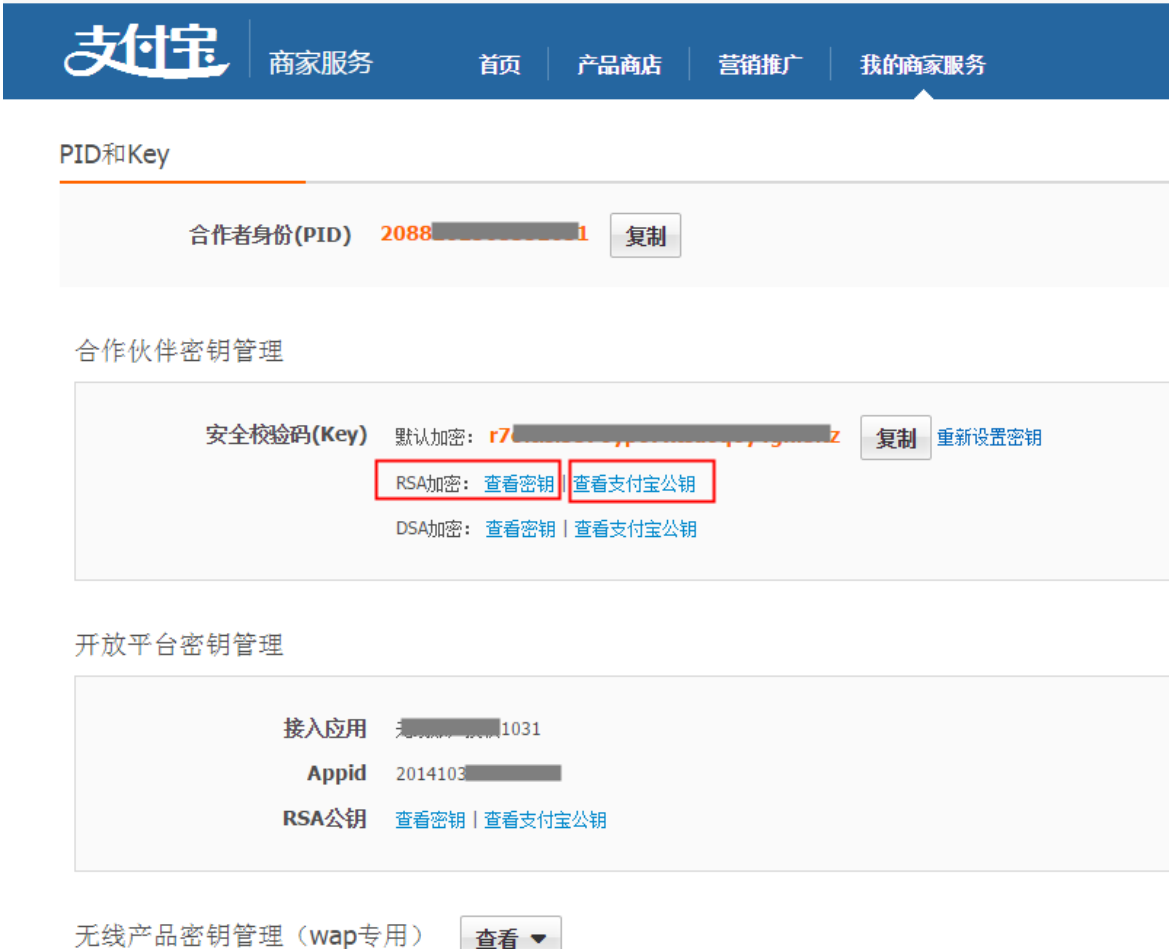 支付宝 商家服务 首页 产品商店 营销推广 我的商家服务
PID和Key
合作者身份(PID) 2088 1 复制
合作伙伴密钥管理
安全校验码(Key) 默认加密： r7 z 复制 重新设置密钥
RSA加密： 查看密钥 | 查看支付宝公钥
DSA加密： 查看密钥 | 查看支付宝公钥
开放平台密钥管理
接入应用 1031
Appid 2014103
RSA公钥 查看密钥 | 查看支付宝公钥
无线产品密钥管理（wap专用） 查看